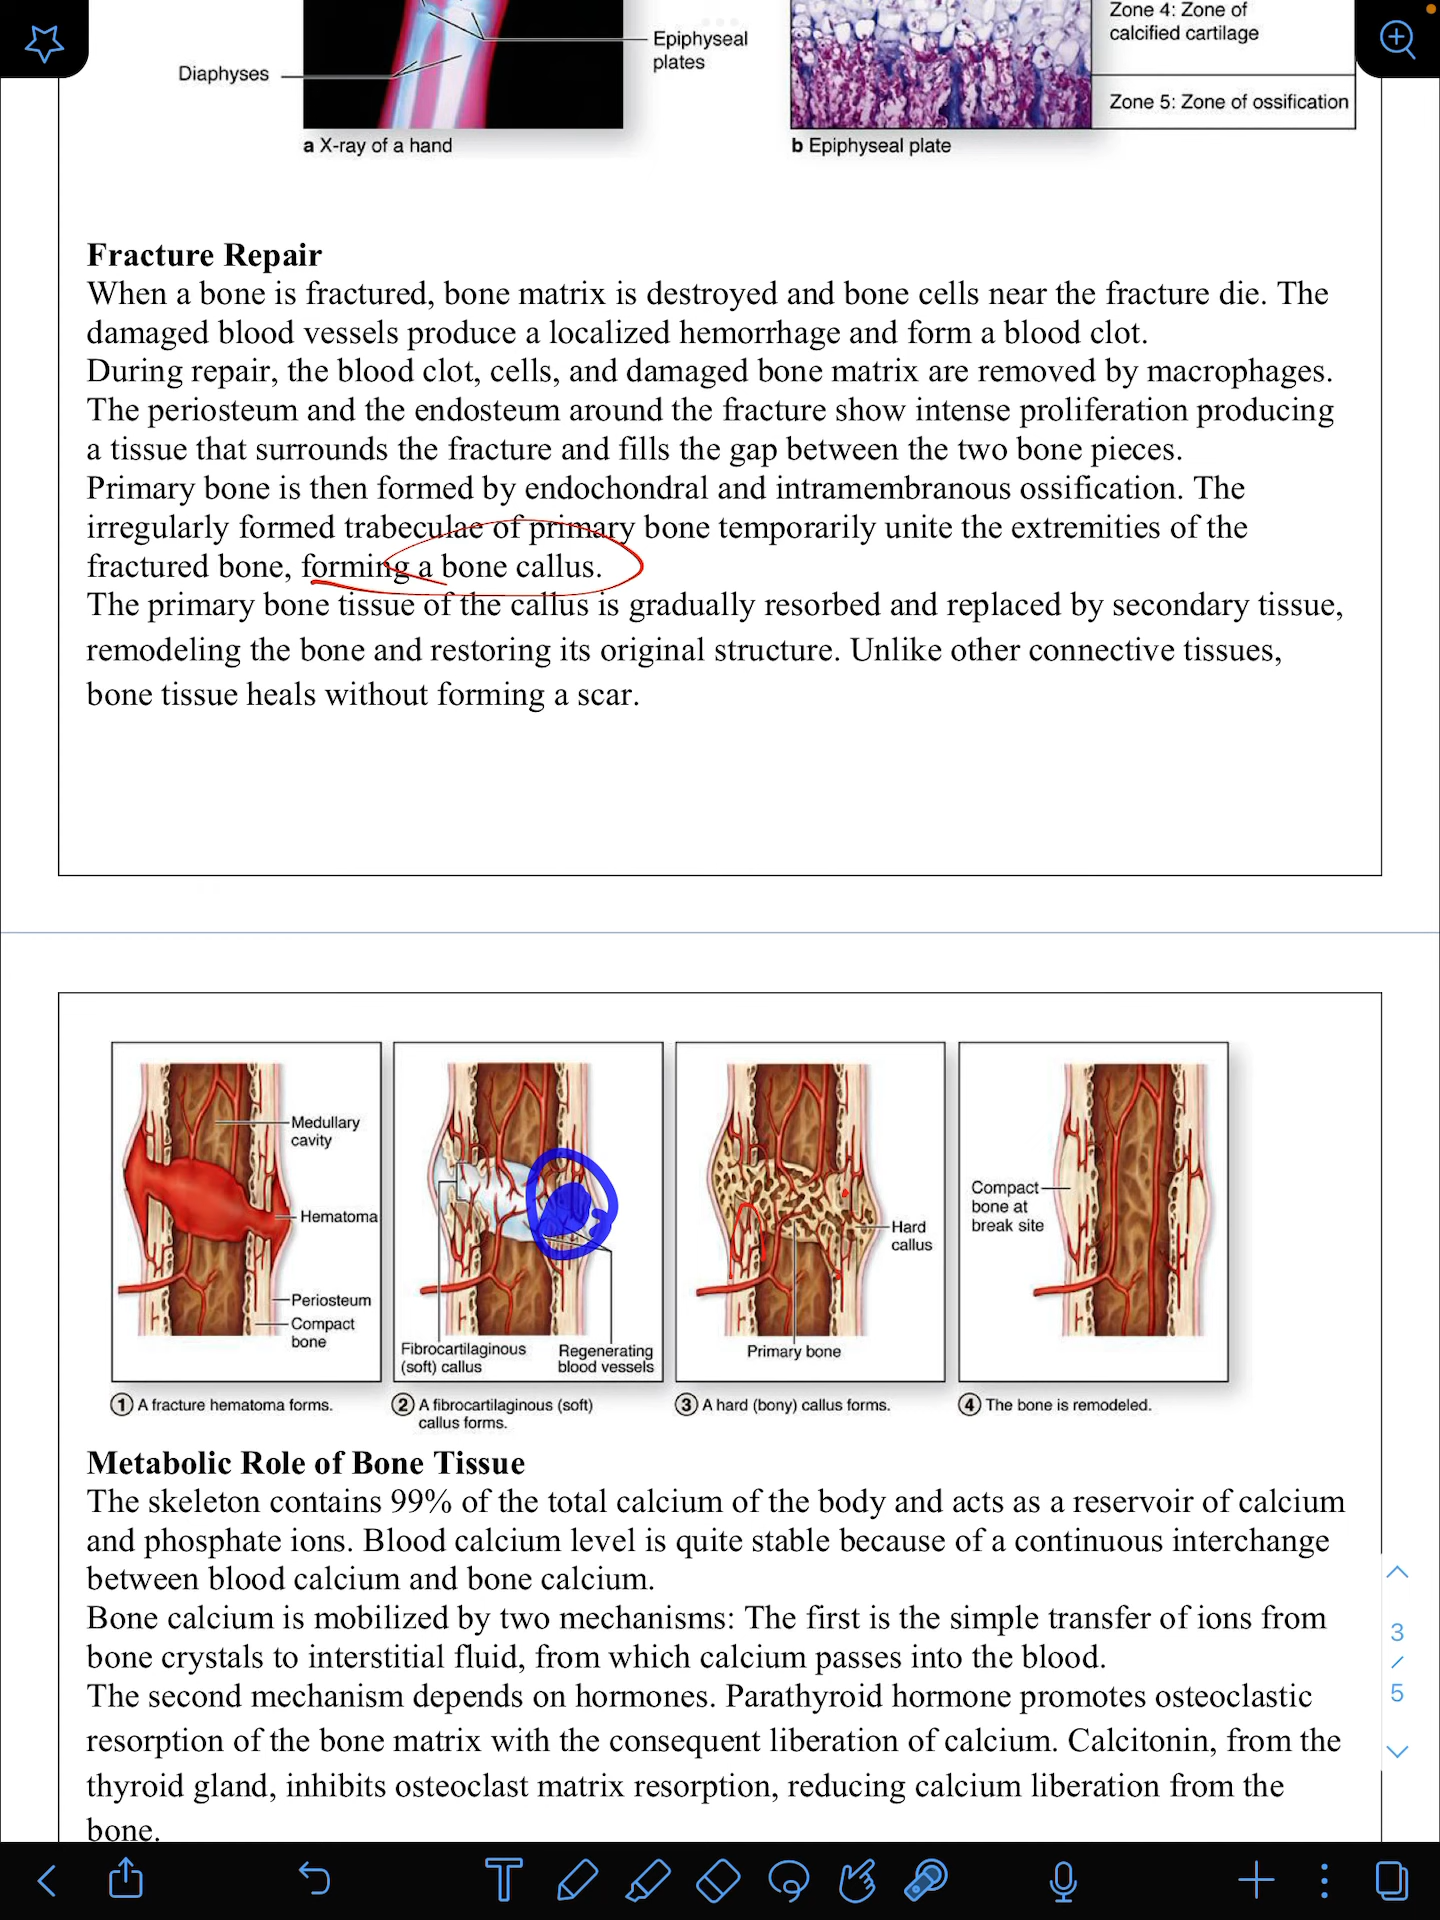 Diaphyses
Epiphyseal
plates
Zone 4: Zone of
calcified cartilage
Zone 5: Zone of ossification
a X-ray of a hand
b Epiphyseal plate
Fracture Repair
When a bone is fractured, bone matrix is destroyed and bone cells near the fracture die. The
damaged blood vessels produce a localized hemorrhage and form a blood clot.
During repair, the blood clot, cells, and damaged bone matrix are removed by macrophages.
The periosteum and the endosteum around the fracture show intense proliferation producing
a tissue that surrounds the fracture and fills the gap between the two bone pieces.
Primary bone is then formed by endochondral and intramembranous ossification. The
irregularly formed trabeculae of primary bone temporarily unite the extremities of the
fractured bone, forming a bone callus.
The primary bone tissue of the callus is gradually resorbed and replaced by secondary tissue,
remodeling the bone and restoring its original structure. Unlike other connective tissues,
bone tissue heals without forming a scar.
Medullary
cavity
Hematoma
Periosteum
Compact
bone
1 A fracture hematoma forms.
Fibrocartilaginous
(soft) callus
Regenerating
blood vessels
2 A fibrocartilaginous (soft)
callus forms.
Hard
callus
Primary bone
3 A hard (bony) callus forms.
Compact
bone at
break site
4 The bone is remodeled.
Metabolic Role of Bone Tissue
The skeleton contains 99% of the total calcium of the body and acts as a reservoir of calcium
and phosphate ions. Blood calcium level is quite stable because of a continuous interchange
between blood calcium and bone calcium.
Bone calcium is mobilized by two mechanisms: The first is the simple transfer of ions from
bone crystals to interstitial fluid, from which calcium passes into the blood.
The second mechanism depends on hormones. Parathyroid hormone promotes osteoclastic
resorption of the bone matrix with the consequent liberation of calcium. Calcitonin, from the
thyroid gland, inhibits osteoclast matrix resorption, reducing calcium liberation from the
bone.
3
/
5